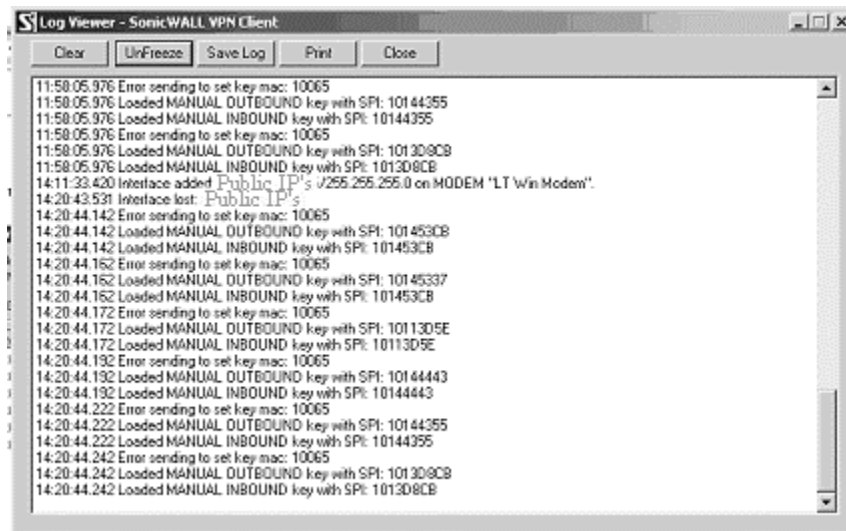 Log Viewer - SonicWALL VPN Client
Clear UnFreeze Save Log Print Close
11:58:05.976 Error sending to set key mac: 10065
11:58:05.976 Loaded MANUAL OUTBOUND key with SPI: 10144355
11:58:05.976 Loaded MANUAL INBOUND key with SPI: 10144355
11:58:05.976 Error sending to set key mac: 10065
11:58:05.976 Loaded MANUAL OUTBOUND key with SPI: 1013D8CB
11:58:05.976 Loaded MANUAL INBOUND key with SPI: 1013D8CB
14:11:33.420 Interface added: Public IP's /255.255.255.0 on MODEM "LT Win Modem".
14:20:43.531 Interface lost: Public IP's
14:20:44.142 Error sending to set key mac: 10065
14:20:44.142 Loaded MANUAL OUTBOUND key with SPI: 101453CB
14:20:44.142 Loaded MANUAL INBOUND key with SPI: 101453CB
14:20:44.162 Error sending to set key mac: 10065
14:20:44.162 Loaded MANUAL OUTBOUND key with SPI: 10145337
14:20:44.162 Loaded MANUAL INBOUND key with SPI: 101453CB
14:20:44.172 Error sending to set key mac: 10065
14:20:44.172 Loaded MANUAL OUTBOUND key with SPI: 10113D5E
14:20:44.172 Loaded MANUAL INBOUND key with SPI: 10113D5E
14:20:44.192 Error sending to set key mac: 10065
14:20:44.192 Loaded MANUAL OUTBOUND key with SPI: 10144443
14:20:44.192 Loaded MANUAL INBOUND key with SPI: 10144443
14:20:44.222 Error sending to set key mac: 10065
14:20:44.222 Loaded MANUAL OUTBOUND key with SPI: 10144355
14:20:44.222 Loaded MANUAL INBOUND key with SPI: 10144355
14:20:44.242 Error sending to set key mac: 10065
14:20:44.242 Loaded MANUAL OUTBOUND key with SPI: 1013D8CB
14:20:44.242 Loaded MANUAL INBOUND key with SPI: 1013D8CB